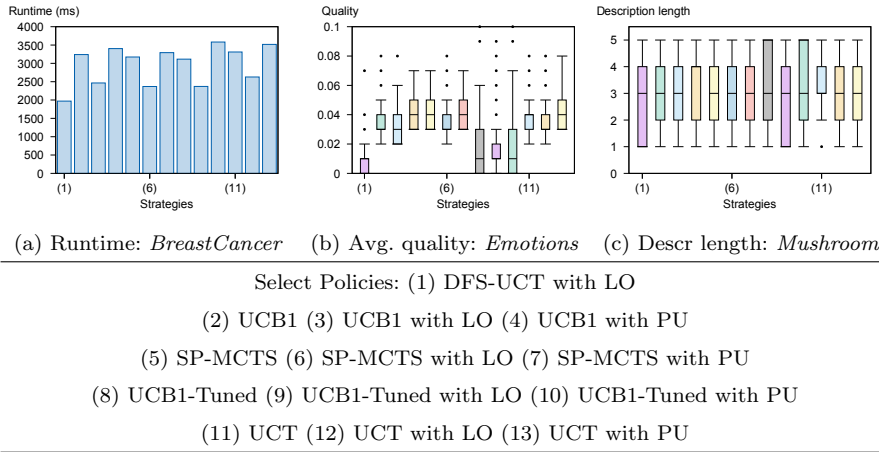 Runtime (ms)
4000
3500
3000
2500
2000
1500
1000
500
0
(1) (6) (11)
Strategies
Quality
0.1
0.08
0.06
0.04
0.02
0
(1) (6) (11)
Strategies
Description length
5
4
3
2
1
0
(1) (6) (11)
Strategies
(a) Runtime: BreastCancer (b) Avg. quality: Emotions (c) Descr length: Mushroom
Select Policies: (1) DFS-UCT with LO
(2) UCB1 (3) UCB1 with LO (4) UCB1 with PU
(5) SP-MCTS (6) SP-MCTS with LO (7) SP-MCTS with PU
(8) UCB1-Tuned (9) UCB1-Tuned with LO (10) UCB1-Tuned with PU
(11) UCT (12) UCT with LO (13) UCT with PU